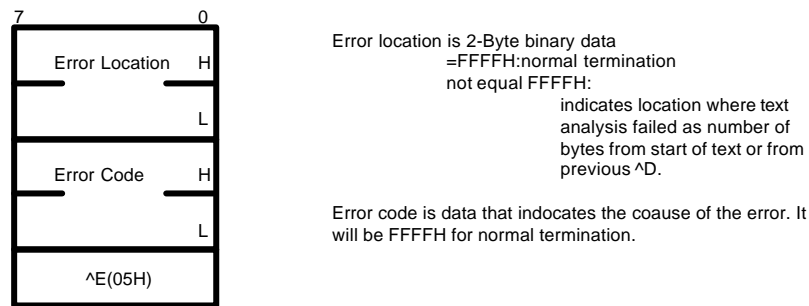 7 0
Error Location H
L
Error Code H
L
^E(05H)
Error location is 2-Byte binary data
=FFFFH:normal termination
not equal FFFFH:
indicates location where text
analysis failed as number of
bytes from start of text or from
previous ^D.
Error code is data that indocates the coause of the error. It
will be FFFFH for normal termination.